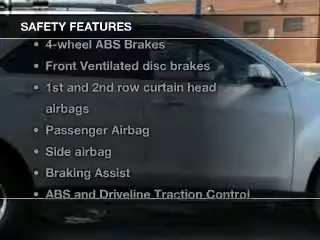 SAFETY FEATURES
• 4-wheel ABS Brakes
• Front Ventilated disc brakes
• 1st and 2nd row curtain head
airbags
• Passenger Airbag
• Side airbag
• Braking Assist
• ABS and Driveline Traction Control